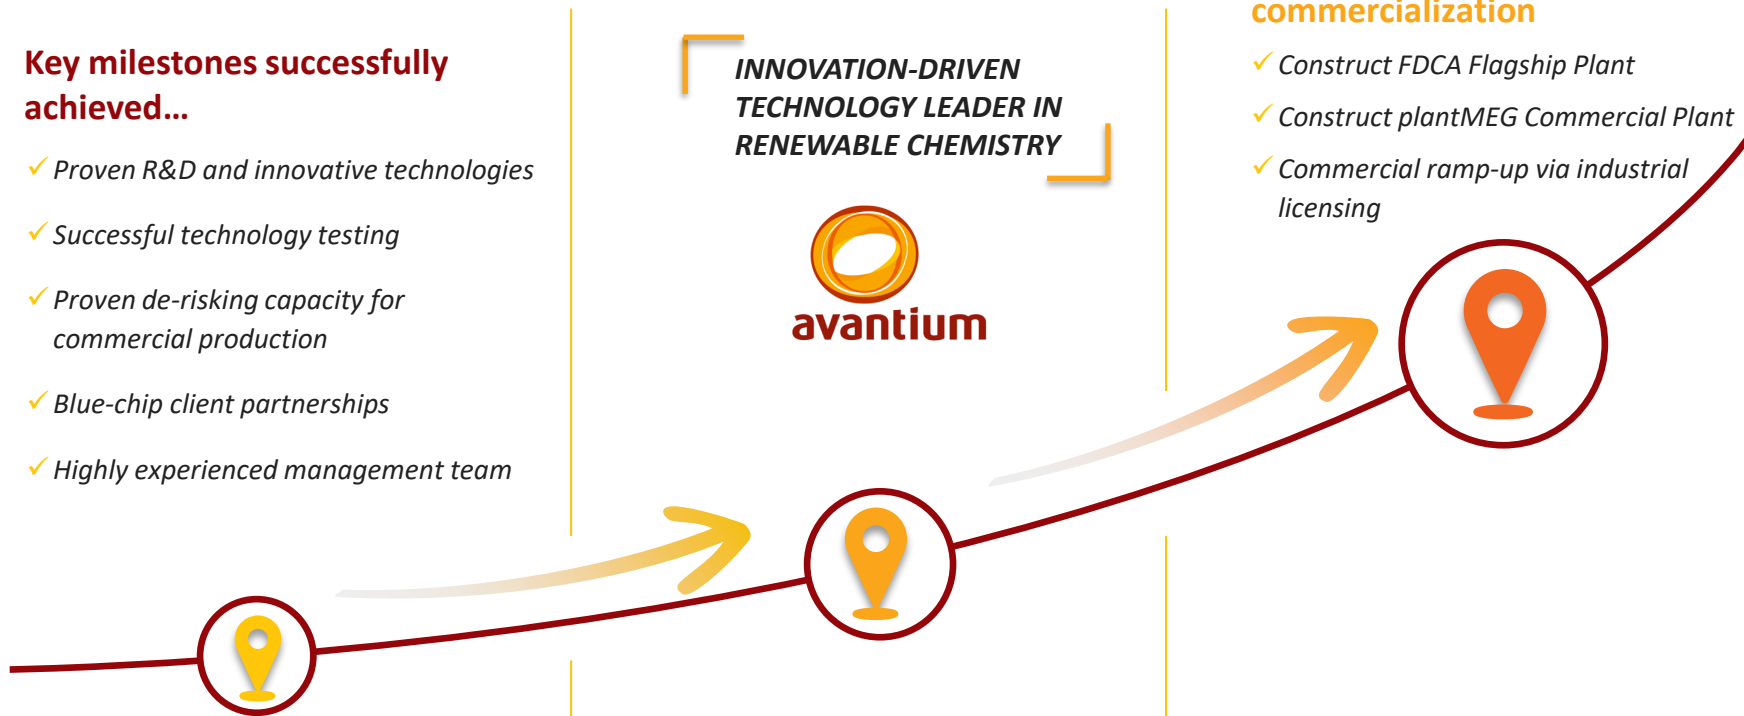 Key milestones successfully
achieved…
✓ Proven R&D and innovative technologies
✓ Successful technology testing
✓ Proven de-risking capacity for
commercial production
✓ Blue-chip client partnerships
✓ Highly experienced management team
INNOVATION-DRIVEN
TECHNOLOGY LEADER IN
RENEWABLE CHEMISTRY
avantium
commercialization
✓ Construct FDCA Flagship Plant
✓ Construct plantMEG Commercial Plant
✓ Commercial ramp-up via industrial
licensing